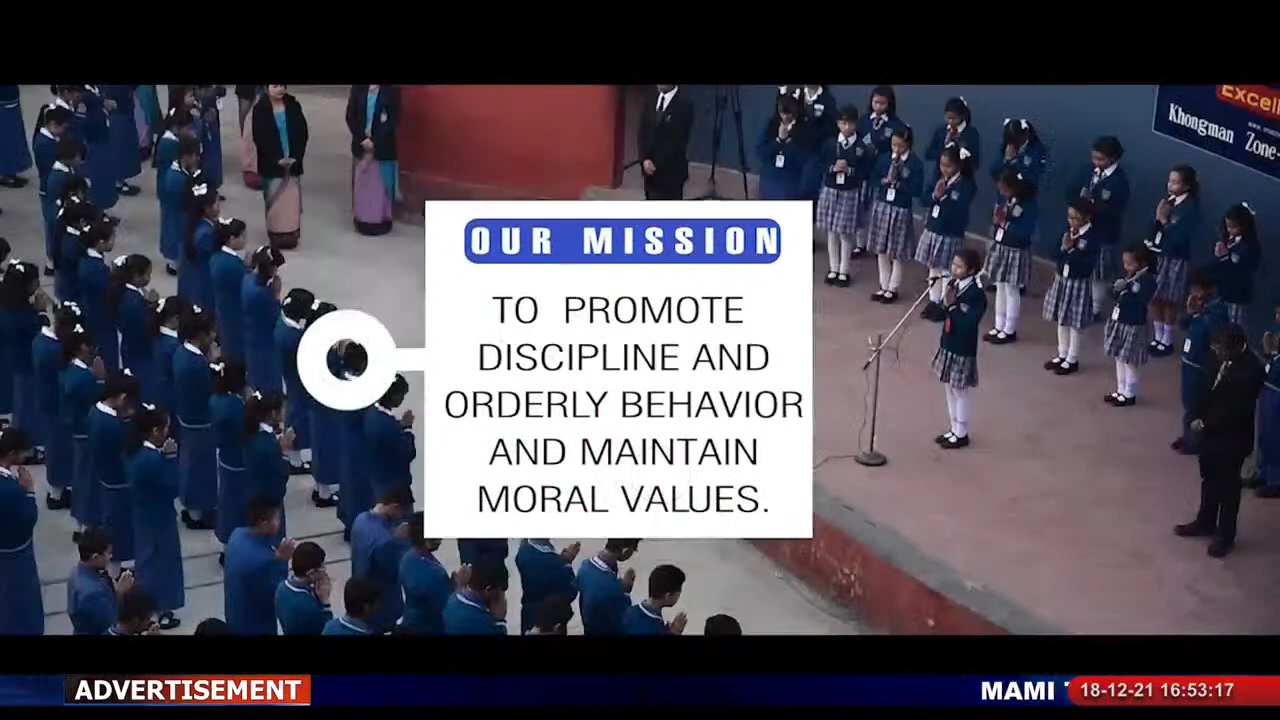 Excell
Khongman Zone-
OUR MISSION
TO PROMOTE
DISCIPLINE AND
ORDERLY BEHAVIOR
AND MAINTAIN
MORAL VALUES.
ADVERTISEMENT
MAMI
18-12-21 16:53:17